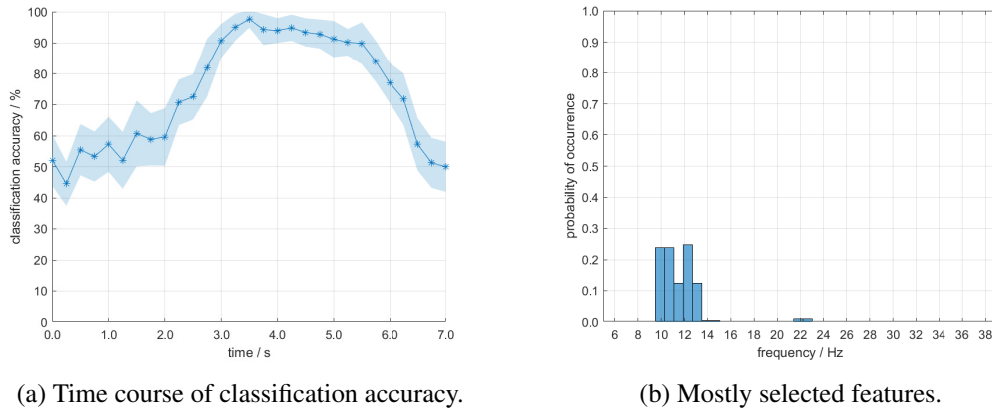 100
90
80
70
60
50
40
30
20
10
0
classification accuracy / %
0.0 1.0 2.0 3.0 4.0 5.0 6.0 7.0
time / s
(a) Time course of classification accuracy.
1.0
0.9
0.8
0.7
0.6
0.5
0.4
0.3
0.2
0.1
0.0
probability of occurrence
6 8 10 12 14 16 18 20 22 24 26 28 30 32 34 36 38
frequency / Hz
(b) Mostly selected features.